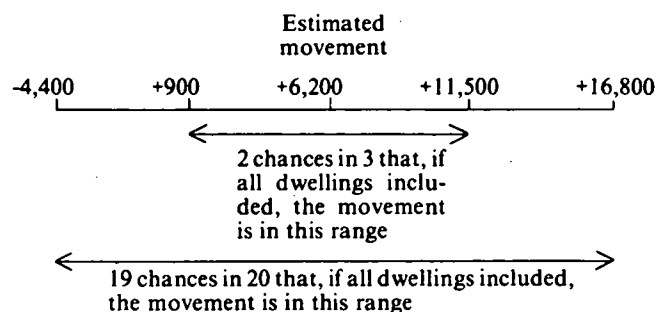 Estimated
movement
-4,400 +900 +6,200 +11,500 +16,800
2 chances in 3 that, if
all dwellings inclu-
ded, the movement
is in this range
19 chances in 20 that, if all dwellings included,
the movement is in this range